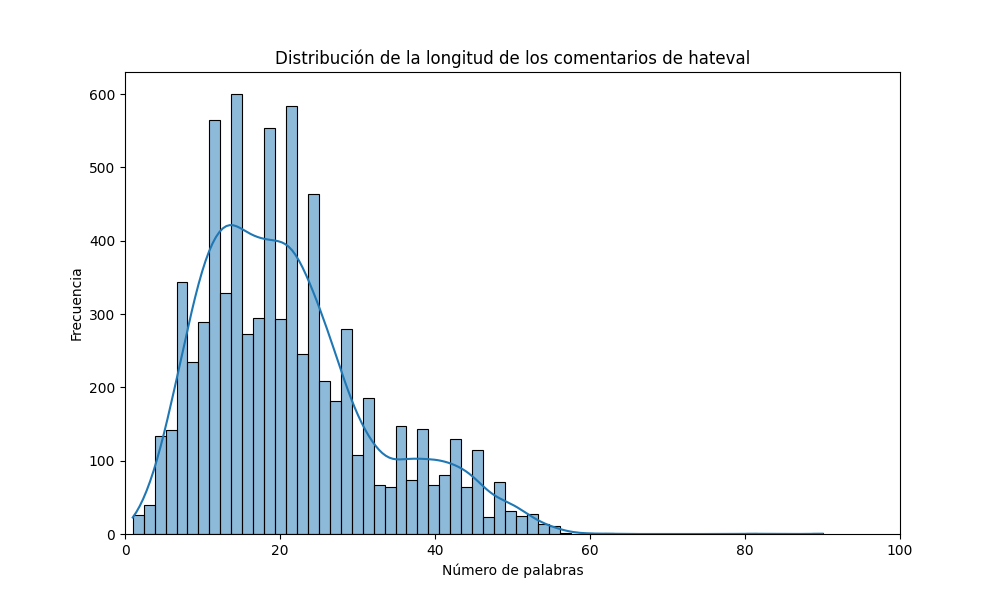 Distribución de la longitud de los comentarios de hateval
600
500
400
300
200
100
0
Frecuencia
0 20 40 60 80 100
Número de palabras